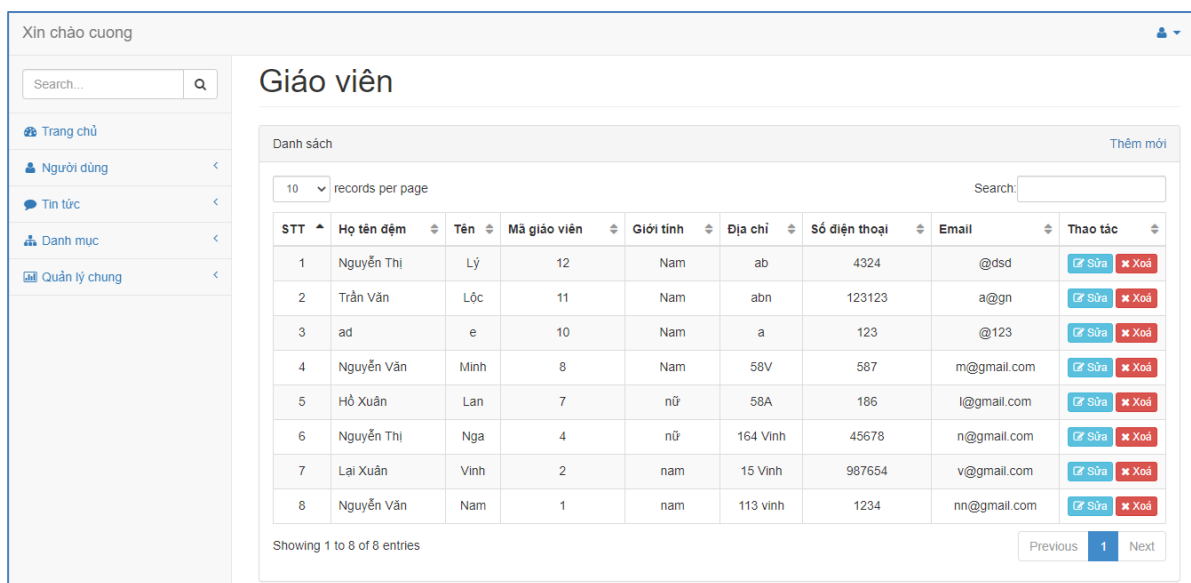 Xin chào cuong
Search...
Giáo viên
Trang chủ
Người dùng
Tin tức
Danh mục
Quản lý chung
Danh sách Thêm mới
10 records per page Search:
STT Họ tên đệm Tên Mã giáo viên Giới tính Địa chỉ Số điện thoại Email Thao tác
1 Nguyễn Thị Lý 12 Nam ab 4324 @dsd Sửa Xoá
2 Trần Văn Lộc 11 Nam abn 123123 a@gn Sửa Xoá
3 ad e 10 Nam a 123 @123 Sửa Xoá
4 Nguyễn Văn Minh 8 Nam 58V 587 m@gmail.com Sửa Xoá
5 Hồ Xuân Lan 7 nữ 58A 186 l@gmail.com Sửa Xoá
6 Nguyễn Thị Nga 4 nữ 164 Vinh 45678 n@gmail.com Sửa Xoá
7 Lại Xuân Vinh 2 nam 15 Vinh 987654 v@gmail.com Sửa Xoá
8 Nguyễn Văn Nam 1 nam 113 vinh 1234 nn@gmail.com Sửa Xoá
Showing 1 to 8 of 8 entries Previous 1 Next